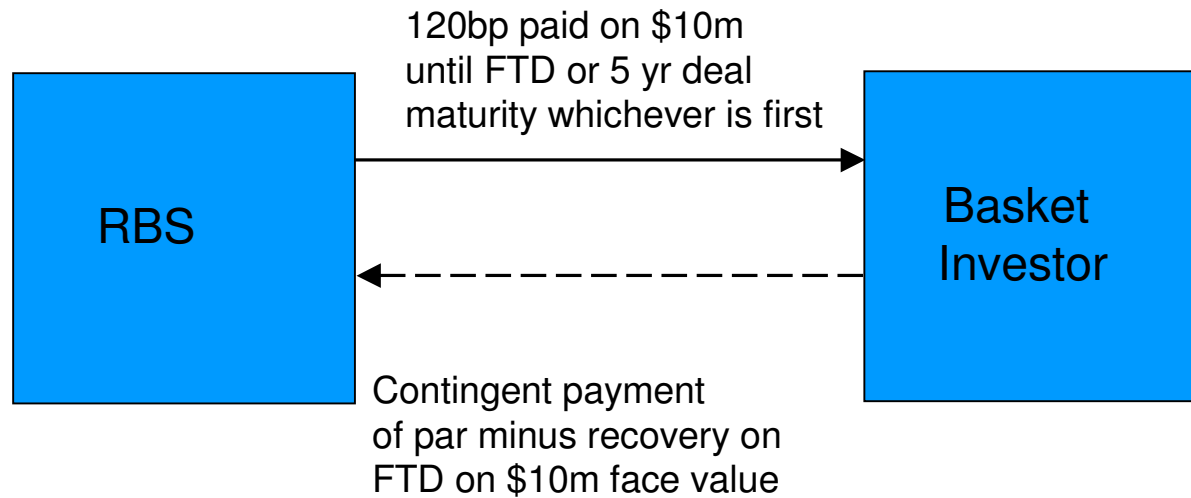 120bp paid on $10m
until FTD or 5 yr deal
maturity whichever is first
RBS
Basket
Investor
Contingent payment
of par minus recovery on
FTD on $10m face value